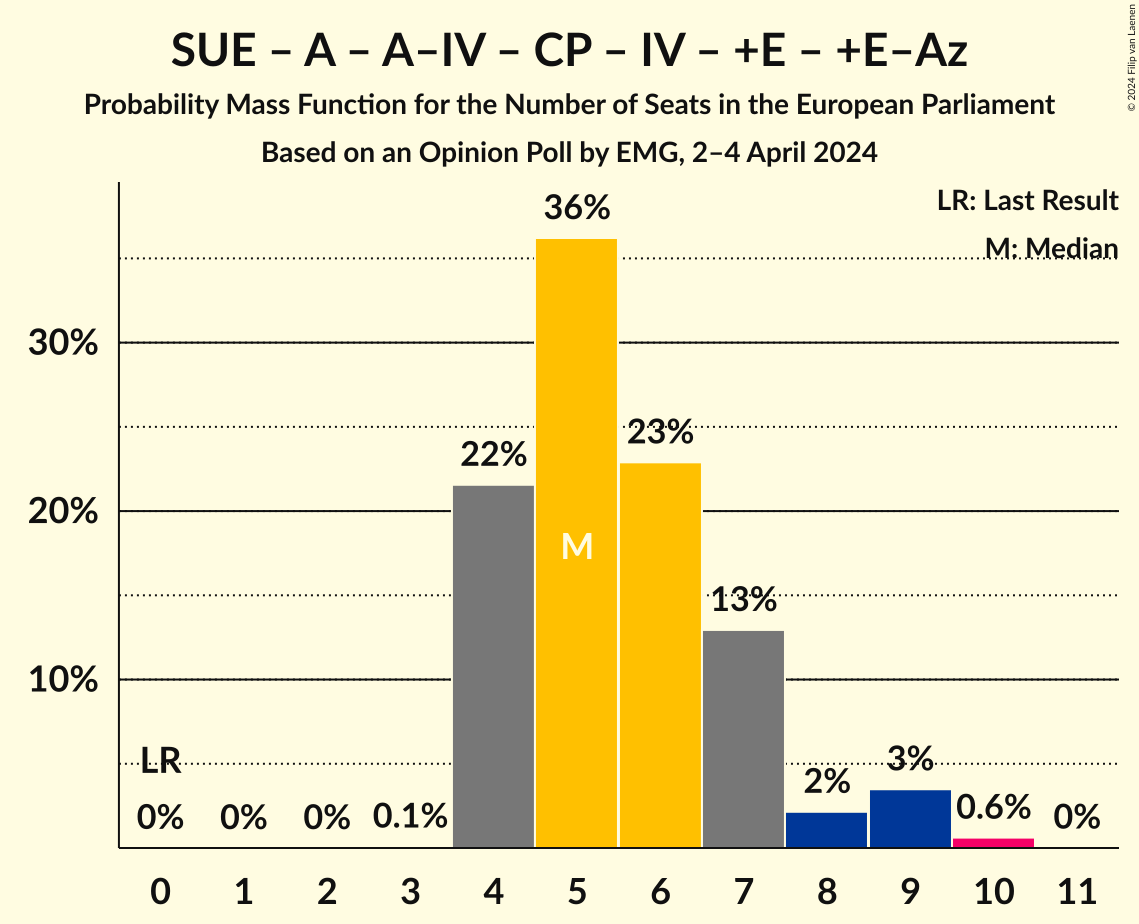 SUE – A – A–IV – CP – IV – +E – +E–Az
Probability Mass Function for the Number of Seats in the European Parliament
Based on an Opinion Poll by EMG, 2–4 April 2024
© 2024 Filip van Laenen
LR: Last Result
M: Median
36%
30%
23%
22%
M
20%
13%
10%
LR
3%
2%
0% 0% 0% 0.1% 0.6% 0%
0 1 2 3 4 5 6 7 8 9 10 11